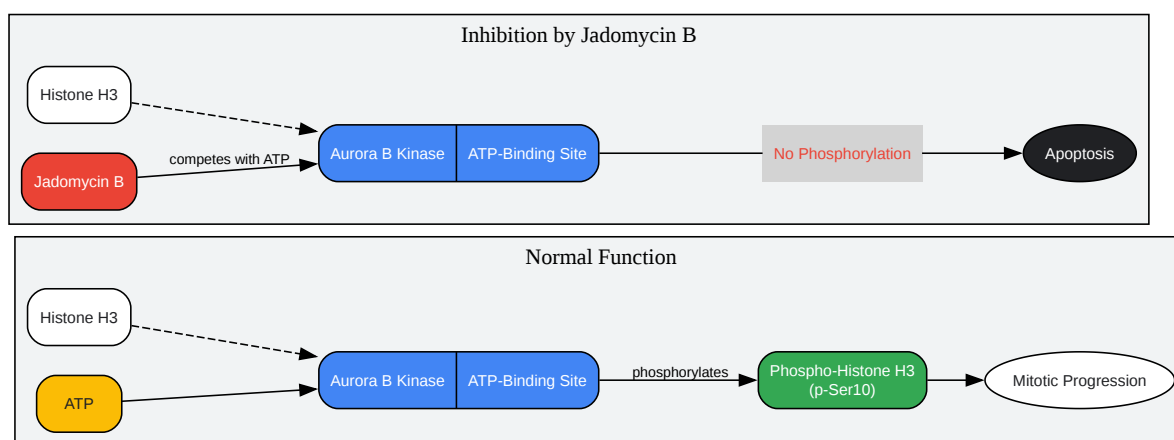 Inhibition by Jadomycin B
Histone H3
competes with ATP
Jadomycin B
Aurora B Kinase
ATP-Binding Site
No Phosphorylation
Apoptosis
Normal Function
Histone H3
ATP
Aurora B Kinase
ATP-Binding Site
phosphorylates
Phospho-Histone H3
(p-Ser10)
Mitotic Progression